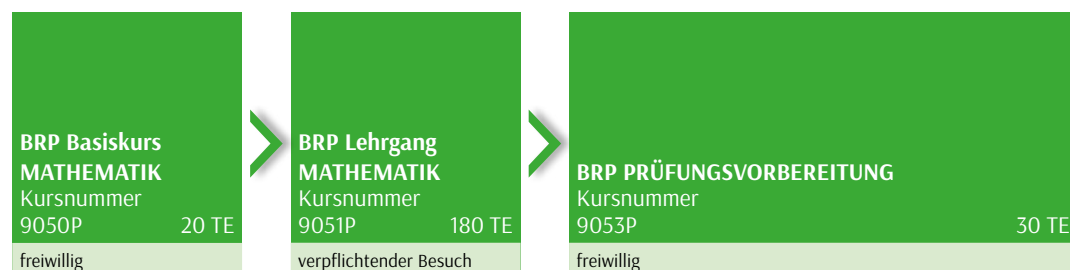 BRP Basiskurs
MATHEMATIK
Kursnummer
9050P 20 TE
freiwillig
BRP Lehrgang
MATHEMATIK
Kursnummer
9051P 180 TE
verpflichtender Besuch
BRP PRÜFUNGSVORBEREITUNG
Kursnummer
9053P 30 TE
freiwillig